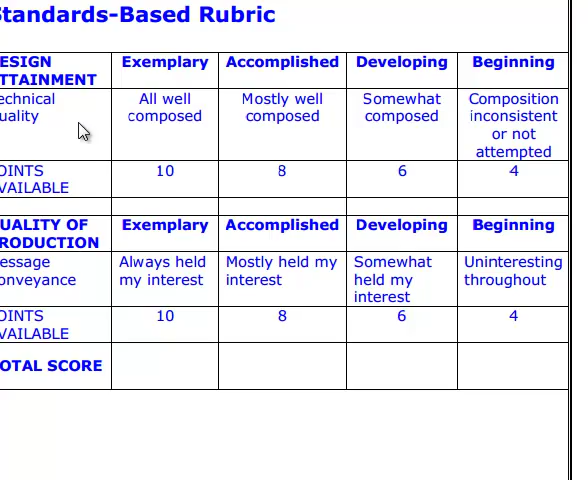 Standards-Based Rubric
ESIGN Exemplary Accomplished Developing Beginning
TTAINMENT
echnical All well Mostly well Somewhat Composition
uality composed composed composed inconsistent
or not
attempted
OINTS 10 8 6 4
VAILABLE
UALITY OF Exemplary Accomplished Developing Beginning
RODUCTION
essage Always held Mostly held my Somewhat Uninteresting
onveyance my interest interest held my throughout
interest
OINTS 10 8 6 4
VAILABLE
OTAL SCORE